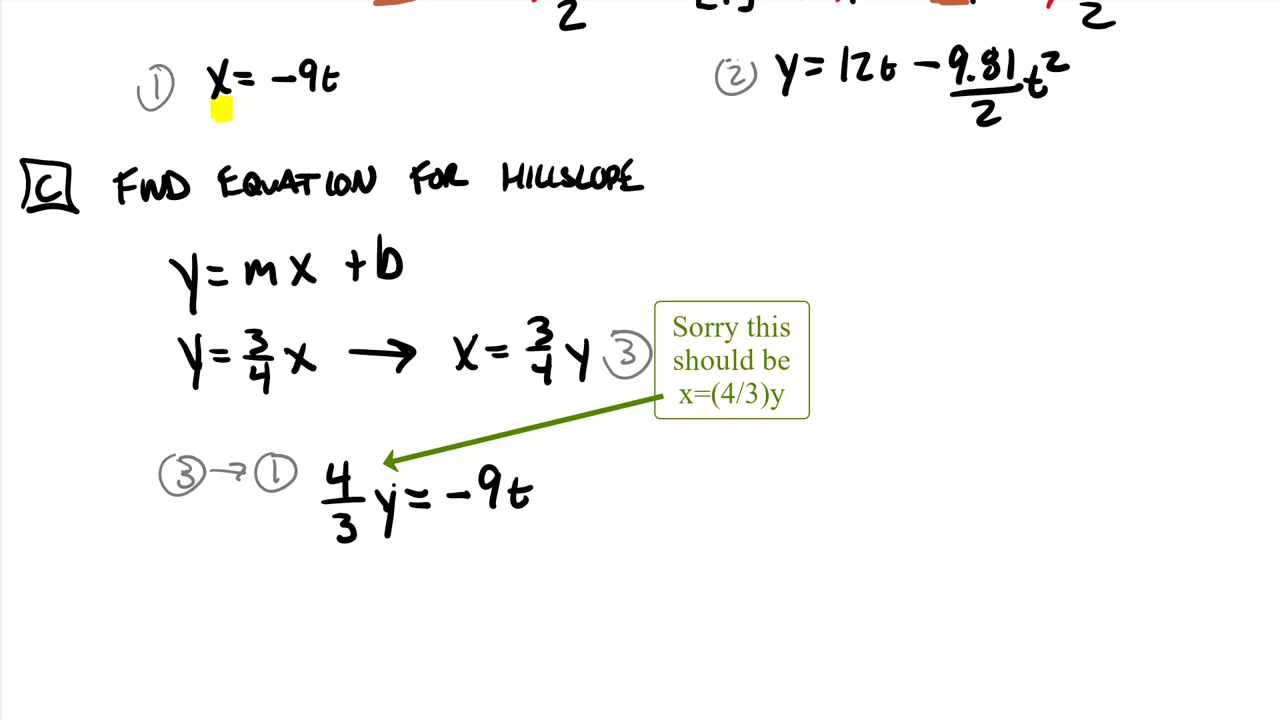 ① x = -9t
② y = 12t - 9.81/2 t²
C FIND EQUATION FOR HILLSLOPE
y = mx + b
y = 3/4 x → x = 3/4 y ③
Sorry this
should be
x=(4/3)y
③ → ① 4/3 y = -9t